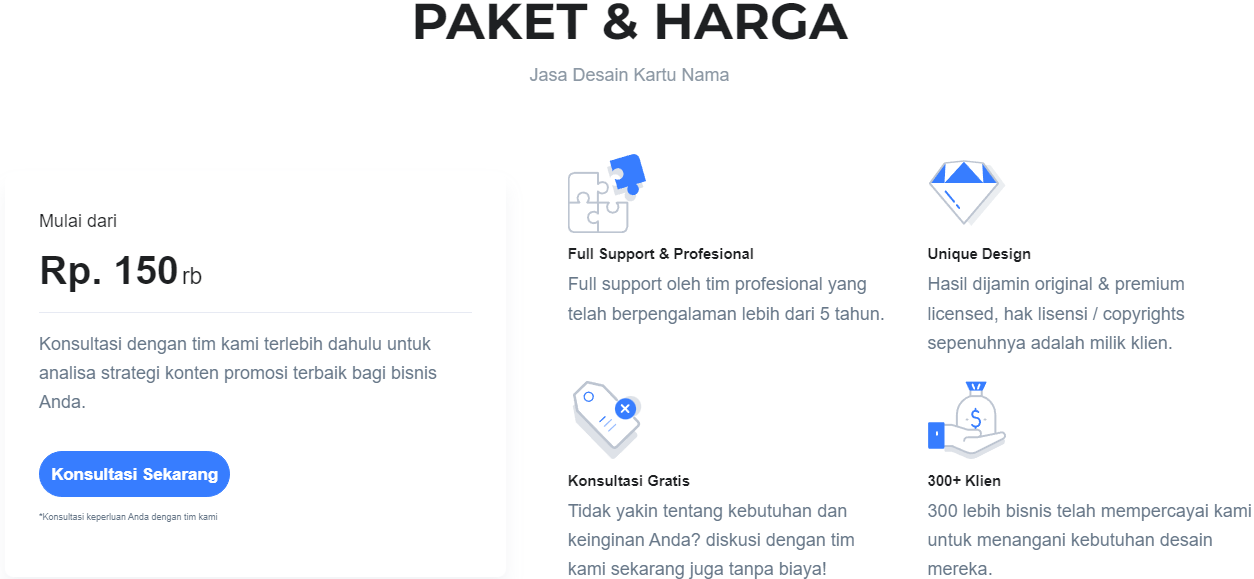 PAKET & HARGA
Jasa Desain Kartu Nama
Mulai dari
Rp. 150 rb
Konsultasi dengan tim kami terlebih dahulu untuk
analisa strategi konten promosi terbaik bagi bisnis
Anda.
Konsultasi Sekarang
*Konsultasi keperluan Anda dengan tim kami
Full Support & Profesional
Full support oleh tim profesional yang
telah berpengalaman lebih dari 5 tahun.
Unique Design
Hasil dijamin original & premium
licensed, hak lisensi / copyrights
sepenuhnya adalah milik klien.
Konsultasi Gratis
Tidak yakin tentang kebutuhan dan
keinginan Anda? diskusi dengan tim
kami sekarang juga tanpa biaya!
$
300+ Klien
300 lebih bisnis telah mempercayai kami
untuk menangani kebutuhan desain
mereka.